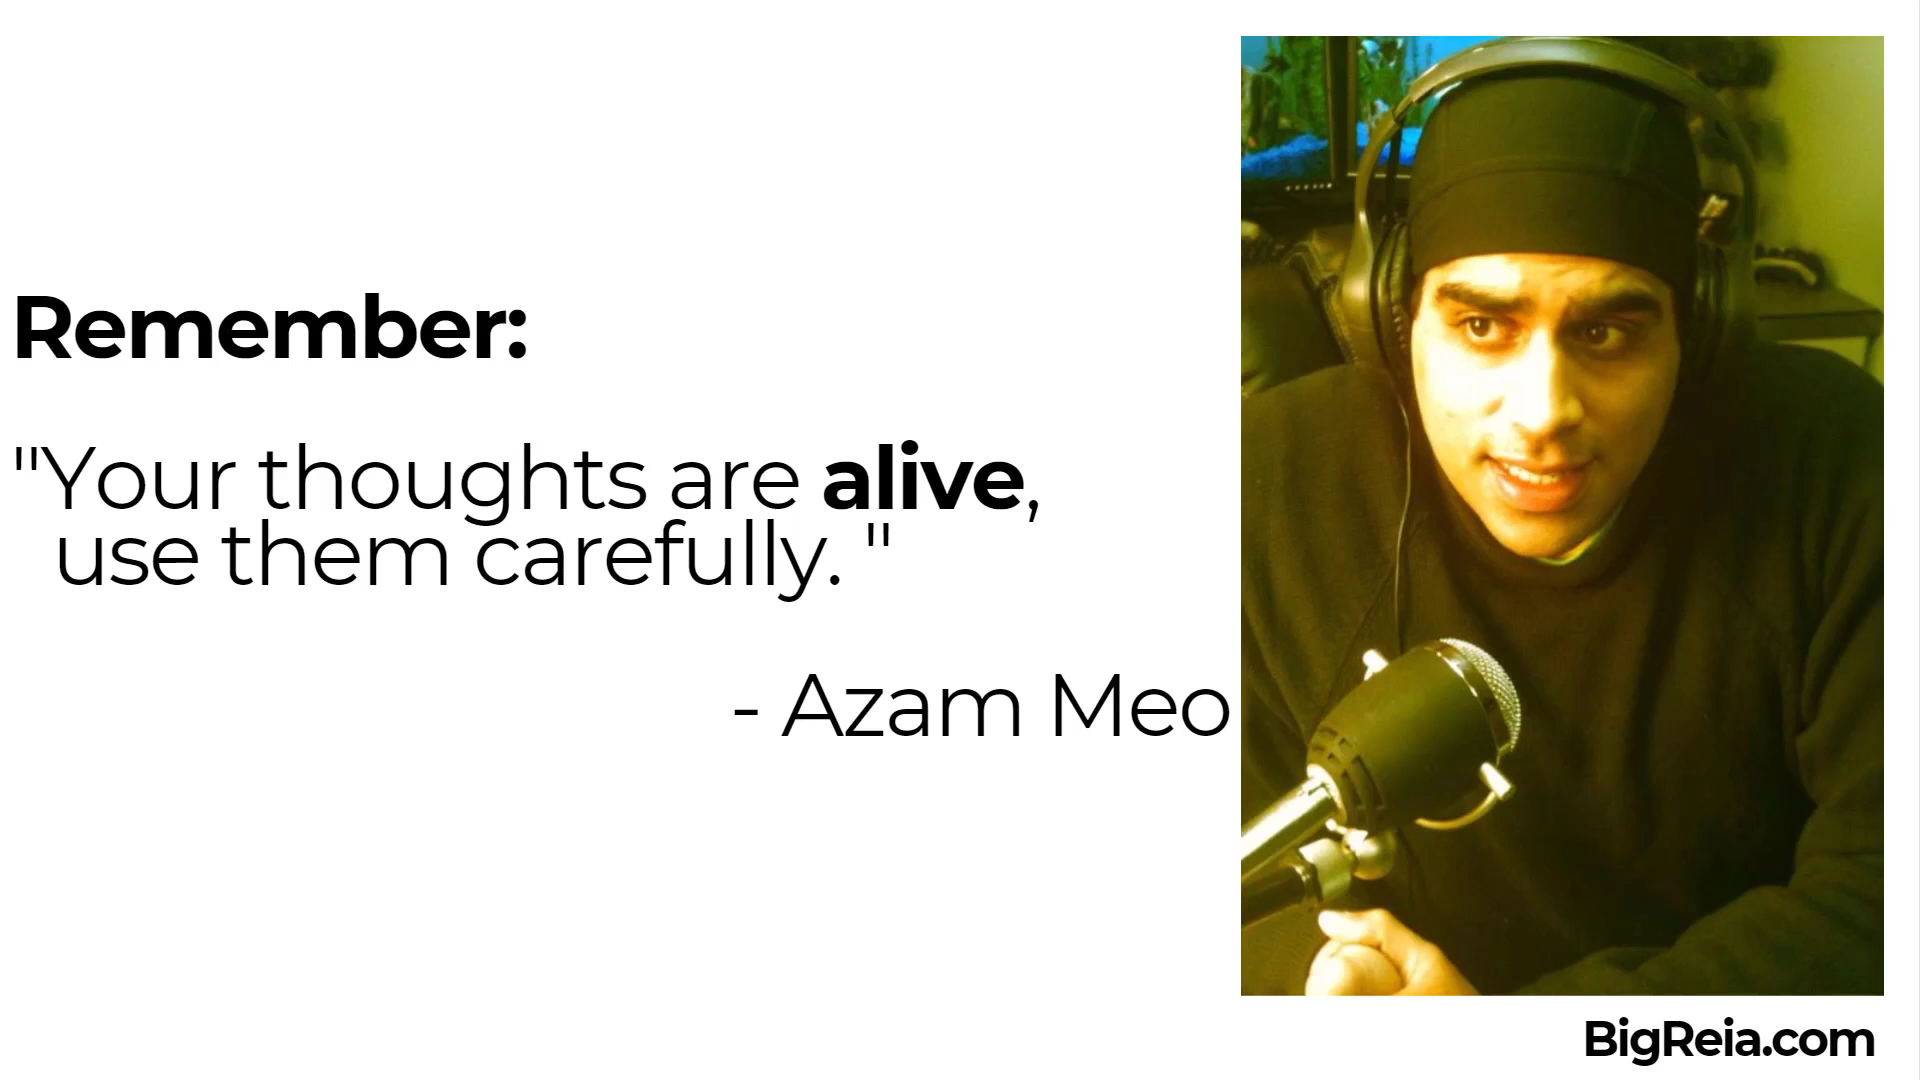 Remember:
"Your thoughts are alive,
use them carefully. "
- Azam Meo
BigReia.com